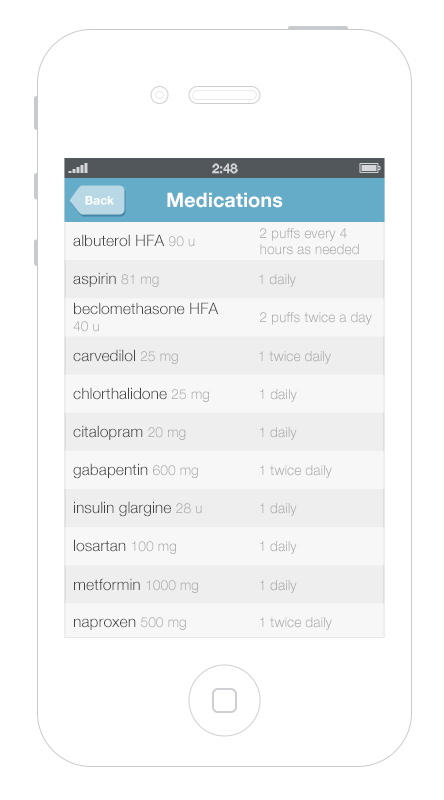 2:48
Back
Medications
albuterol HFA 90 u
2 puffs every 4
hours as needed
aspirin 81 mg
1 daily
beclomethasone HFA
40 u
2 puffs twice a day
carvedilol 25 mg
1 twice daily
chlorthalidone 25 mg
1 daily
citalopram 20 mg
1 daily
gabapentin 600 mg
1 twice daily
insulin glargine 28 u
1 daily
losartan 100 mg
1 daily
metformin 1000 mg
1 daily
naproxen 500 mg
1 twice daily